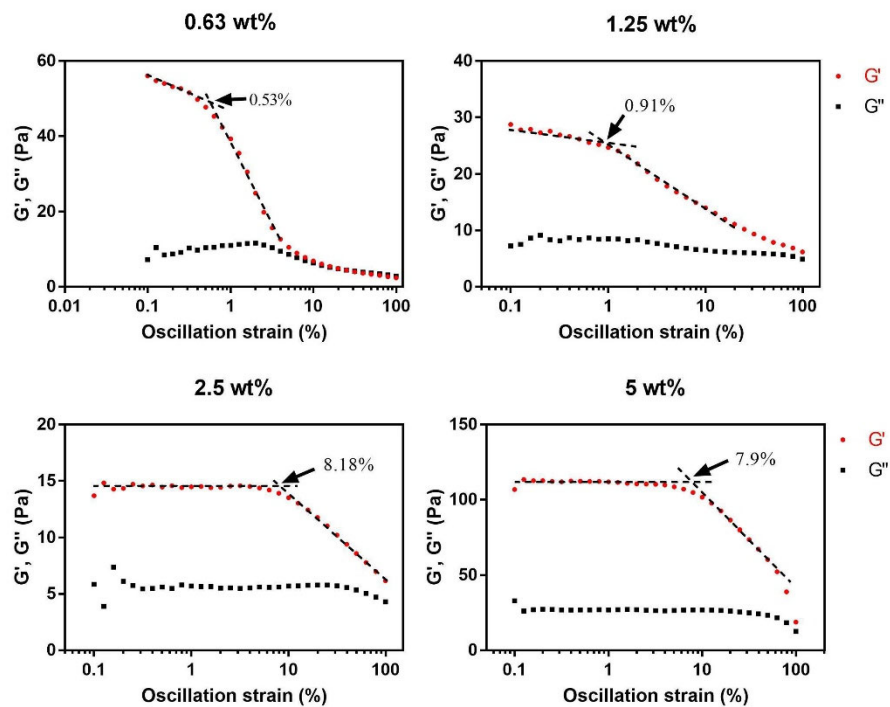 0.63 wt%
60
40
20
0
G', G'' (Pa)
0.53%
0.01 0.1 1 10 100
Oscillation strain (%)
1.25 wt%
40
30
20
10
0
G', G'' (Pa)
0.91%
0.1 1 10 100
Oscillation strain (%)
G'
G''
2.5 wt%
20
15
10
5
0
G', G'' (Pa)
8.18%
0.1 1 10 100
Oscillation strain (%)
5 wt%
150
100
50
0
G', G'' (Pa)
7.9%
0.1 1 10 100
Oscillation strain (%)
G'
G''